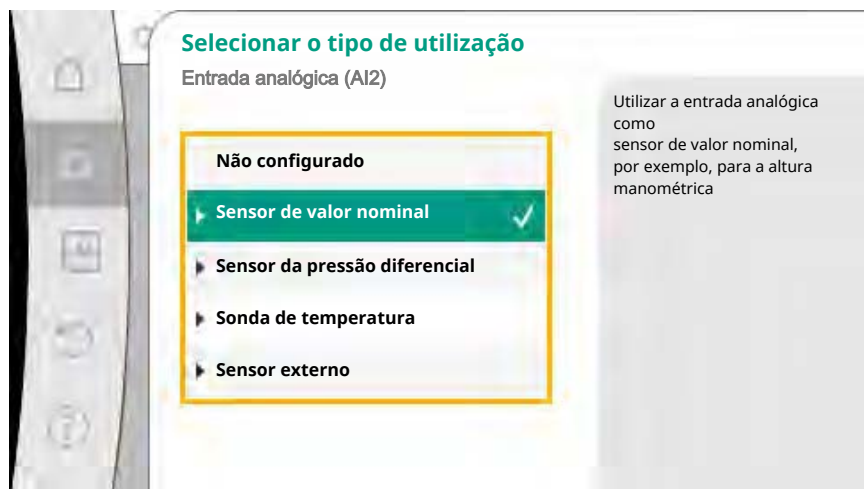 Selecionar o tipo de utilização
Entrada analógica (AI2)
Não configurado
Sensor de valor nominal
Sensor da pressão diferencial
Sonda de temperatura
Sensor externo
Utilizar a entrada analógica
como
sensor de valor nominal,
por exemplo, para a altura
manométrica